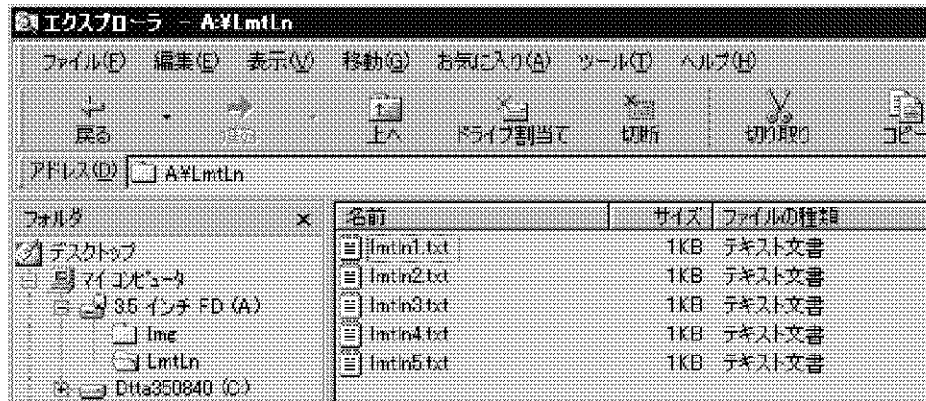 エクスプローラ - A:¥LmtLn
ファイル(F) 編集(E) 表示(V) 移動(G) お気に入り(A) ツール(T) ヘルプ(H)
戻る 上へ ドライブ割当て 切断 切り取り コピー
アドレス(D) A:¥LmtLn
フォルダ × 名前 サイズ ファイルの種類
デスクトップ
マイ コンピュータ
3.5 インチ FD (A:)
Img
LmtLn
Dtta350840 (C:)
lmtln1.txt 1KB テキスト文書
lmtln2.txt 1KB テキスト文書
lmtln3.txt 1KB テキスト文書
lmtln4.txt 1KB テキスト文書
lmtln5.txt 1KB テキスト文書